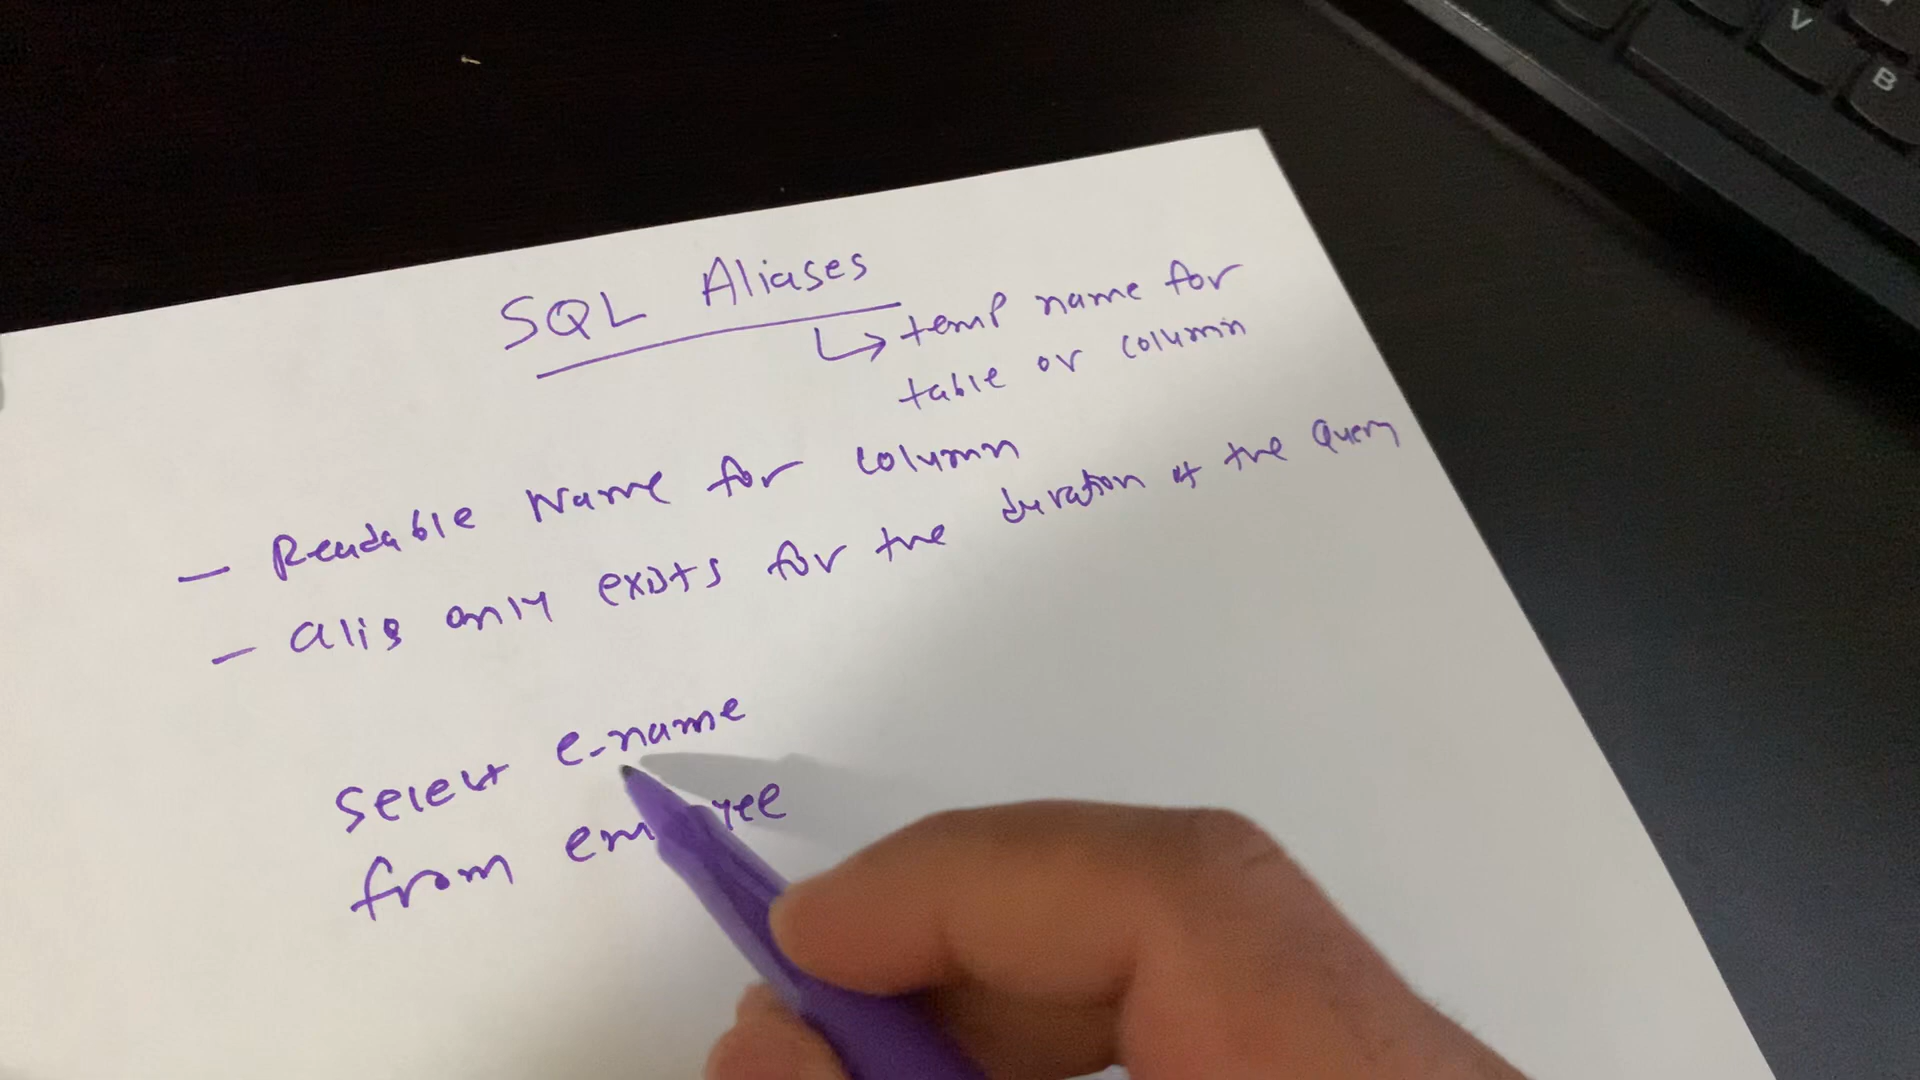 SQL Aliases
temp name for
table or column
- Readable Name for column
- alis only exists for the duration of the Query
Select e-name
from
V
B